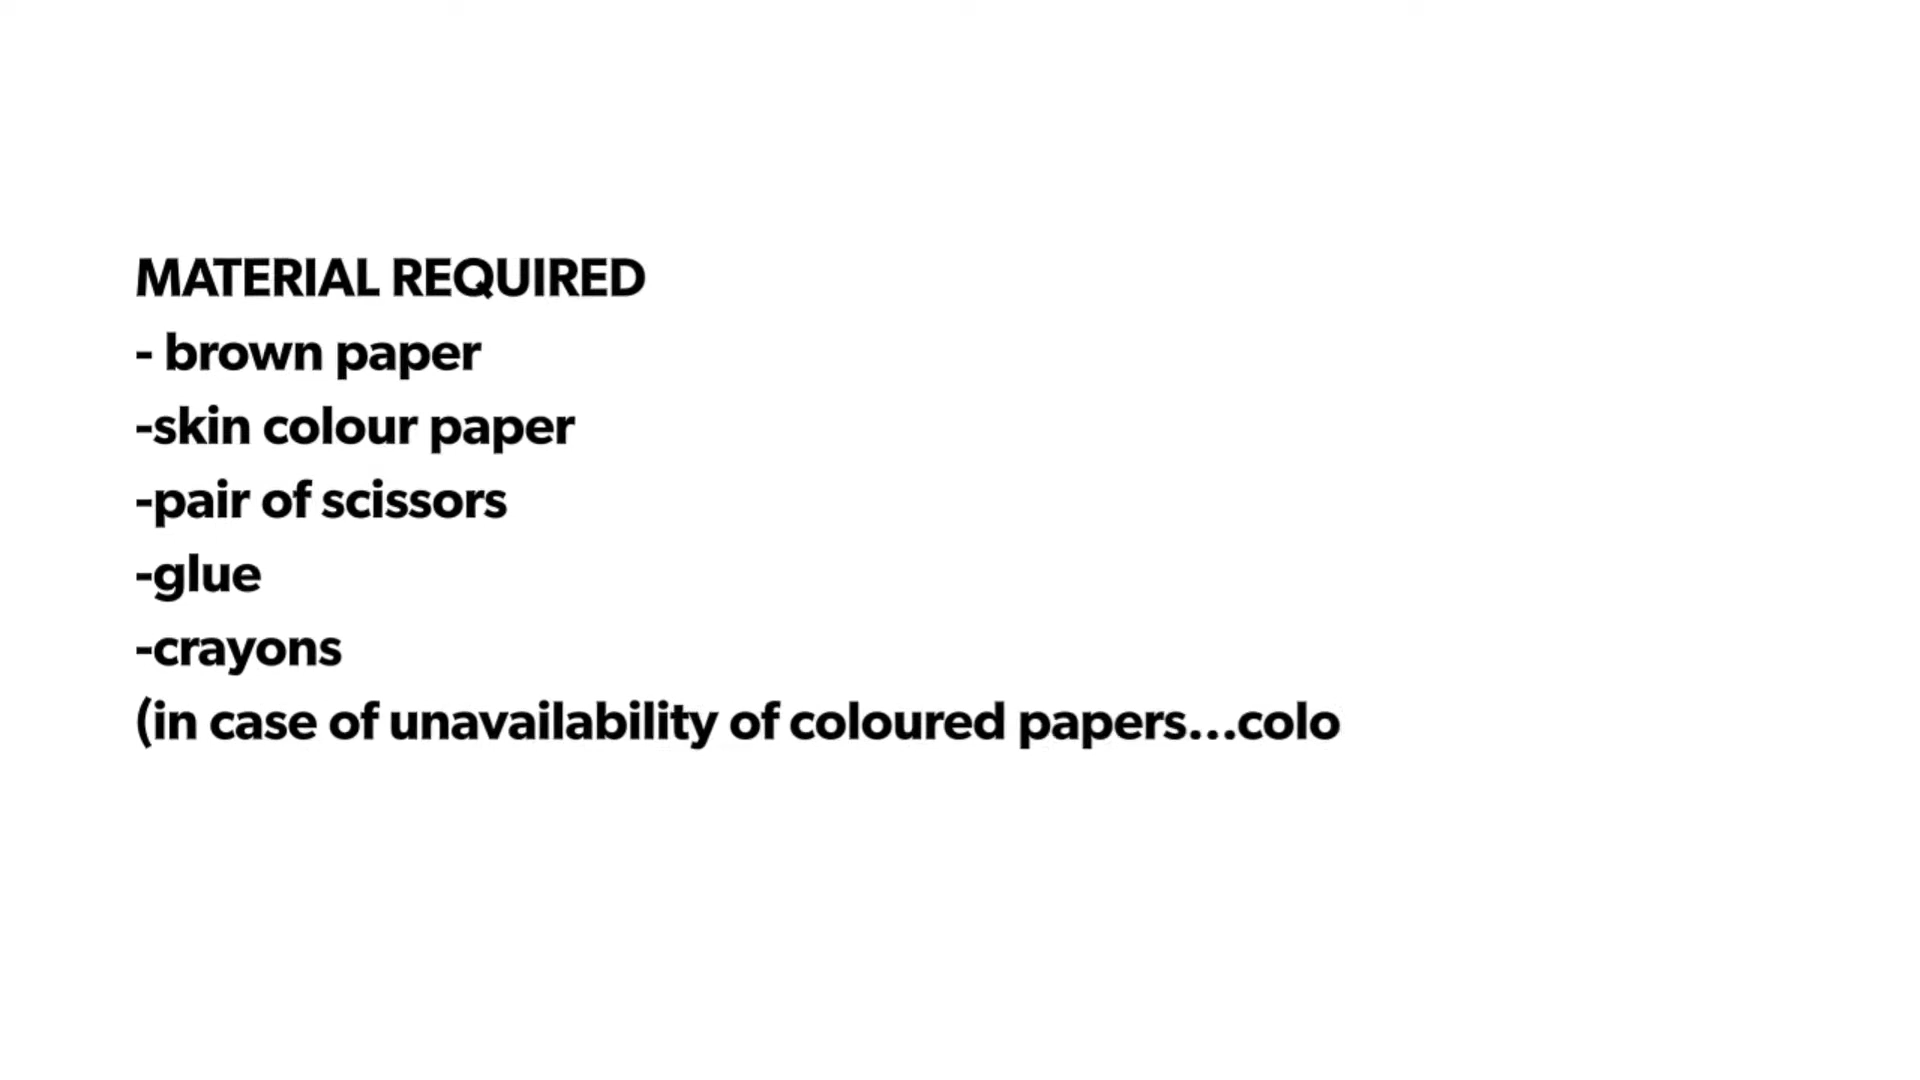 MATERIAL REQUIRED
- brown paper
-skin colour paper
-pair of scissors
-glue
-crayons
(in case of unavailability of coloured papers...colo